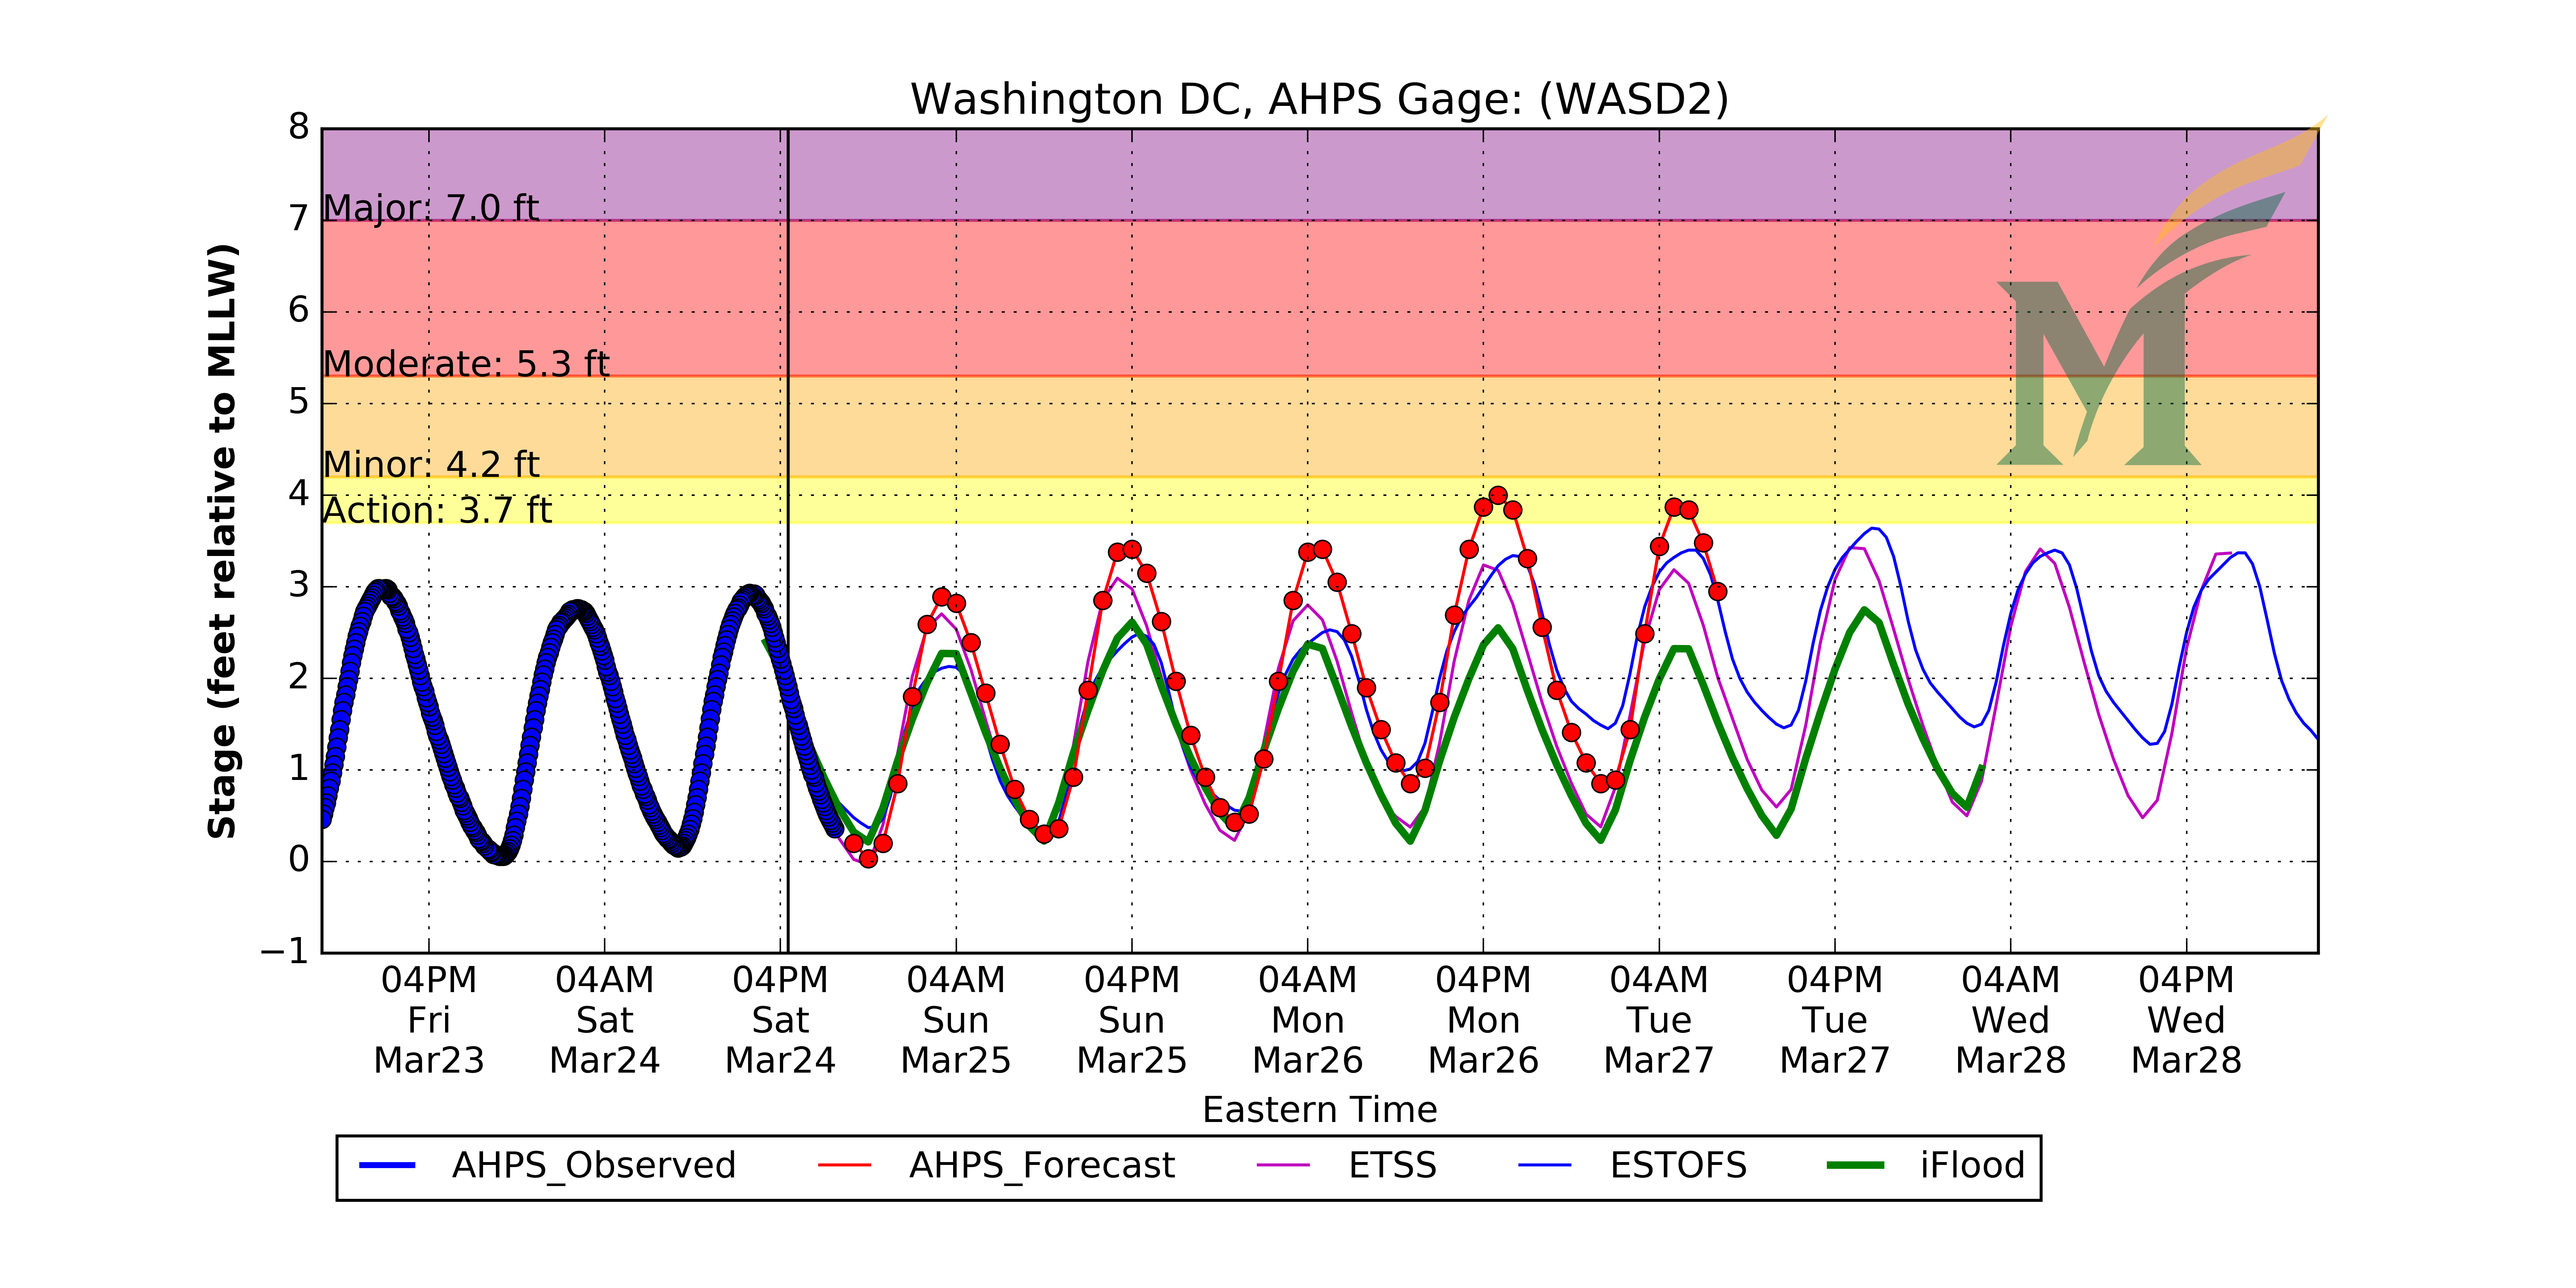 Washington DC, AHPS Gage: (WASD2)
Stage (feet relative to MLLW)
8
7
6
5
4
3
2
1
0
−1
Major: 7.0 ft
Moderate: 5.3 ft
Minor: 4.2 ft
Action: 3.7 ft
M
04PM 04AM 04PM 04AM 04PM 04AM 04PM 04AM 04PM 04AM 04PM
Fri Sat Sat Sun Sun Mon Mon Tue Tue Wed Wed
Mar23 Mar24 Mar24 Mar25 Mar25 Mar26 Mar26 Mar27 Mar27 Mar28 Mar28
Eastern Time
AHPS_Observed AHPS_Forecast ETSS ESTOFS iFlood